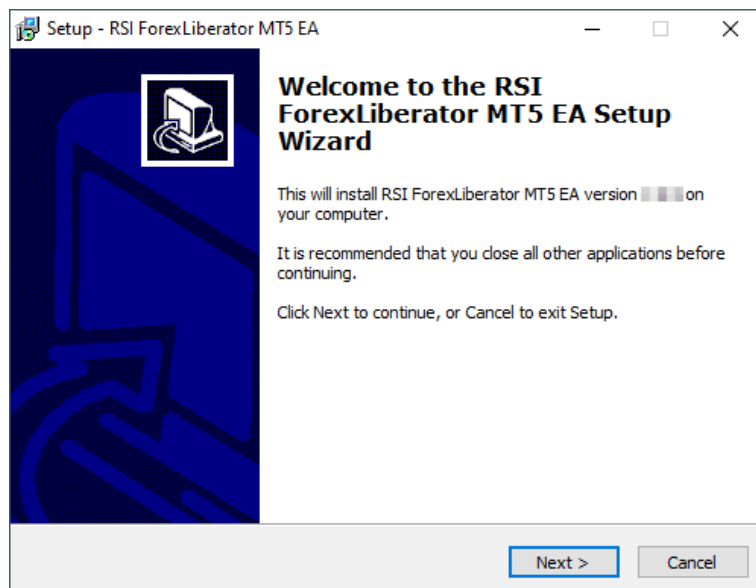 Setup - RSI ForexLiberator MT5 EA
Welcome to the RSI
ForexLiberator MT5 EA Setup
Wizard
This will install RSI ForexLiberator MT5 EA version on
your computer.
It is recommended that you close all other applications before
continuing.
Click Next to continue, or Cancel to exit Setup.
Next >
Cancel